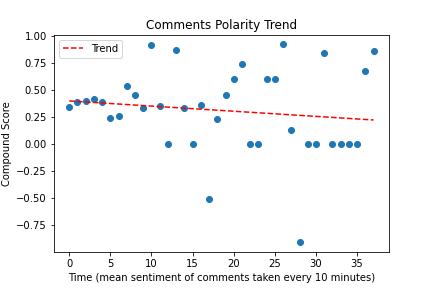 Comments Polarity Trend
Trend
Compound Score
1.00
0.75
0.50
0.25
0.00
−0.25
−0.50
−0.75
0 5 10 15 20 25 30 35
Time (mean sentiment of comments taken every 10 minutes)